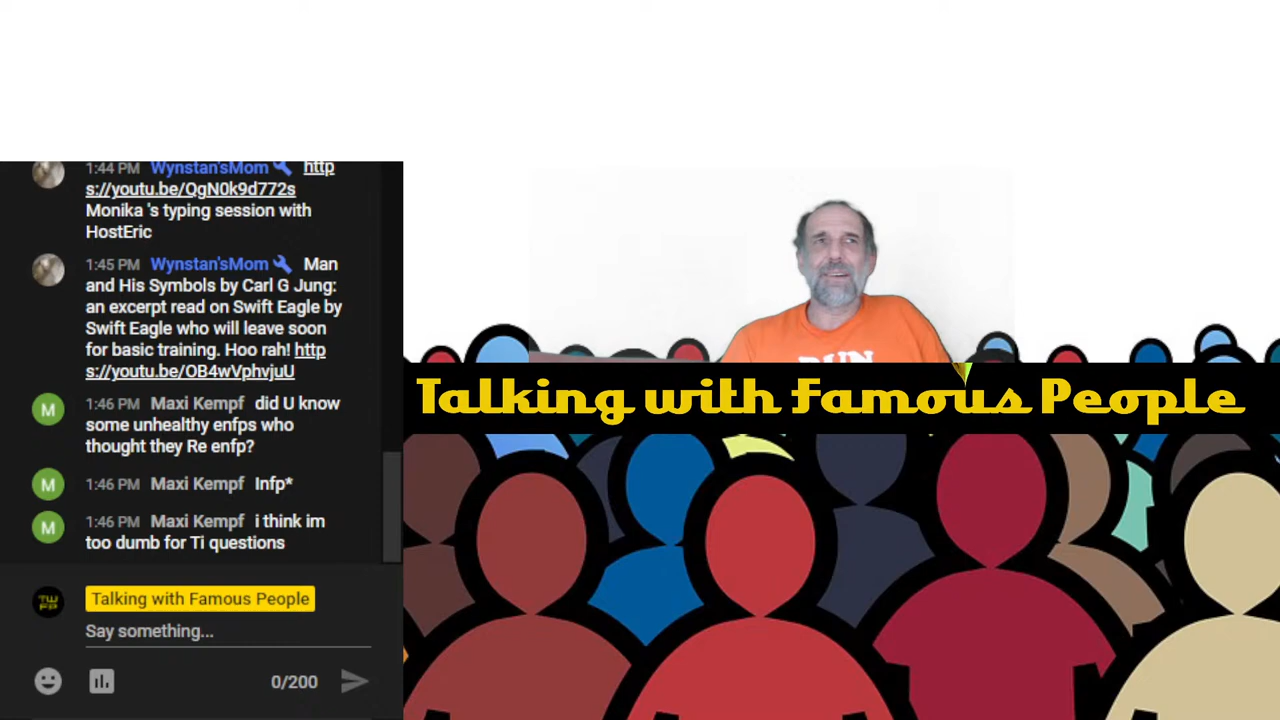 1:44 PM Wynstan'sMom http
s://youtu.be/QgN0k9d772s
Monika 's typing session with
HostEric
1:45 PM Wynstan'sMom Man
and His Symbols by Carl G Jung:
an excerpt read on Swift Eagle by
Swift Eagle who will leave soon
for basic training. Hoo rah! http
s://youtu.be/OB4wVphvjuU
M 1:46 PM Maxi Kempf did U know
some unhealthy enfps who
thought they Re enfp?
M 1:46 PM Maxi Kempf Infp*
M 1:46 PM Maxi Kempf i think im
too dumb for Ti questions
TW
FP
Talking with Famous People
Say something...
0/200
RUN
Talking with Famous People